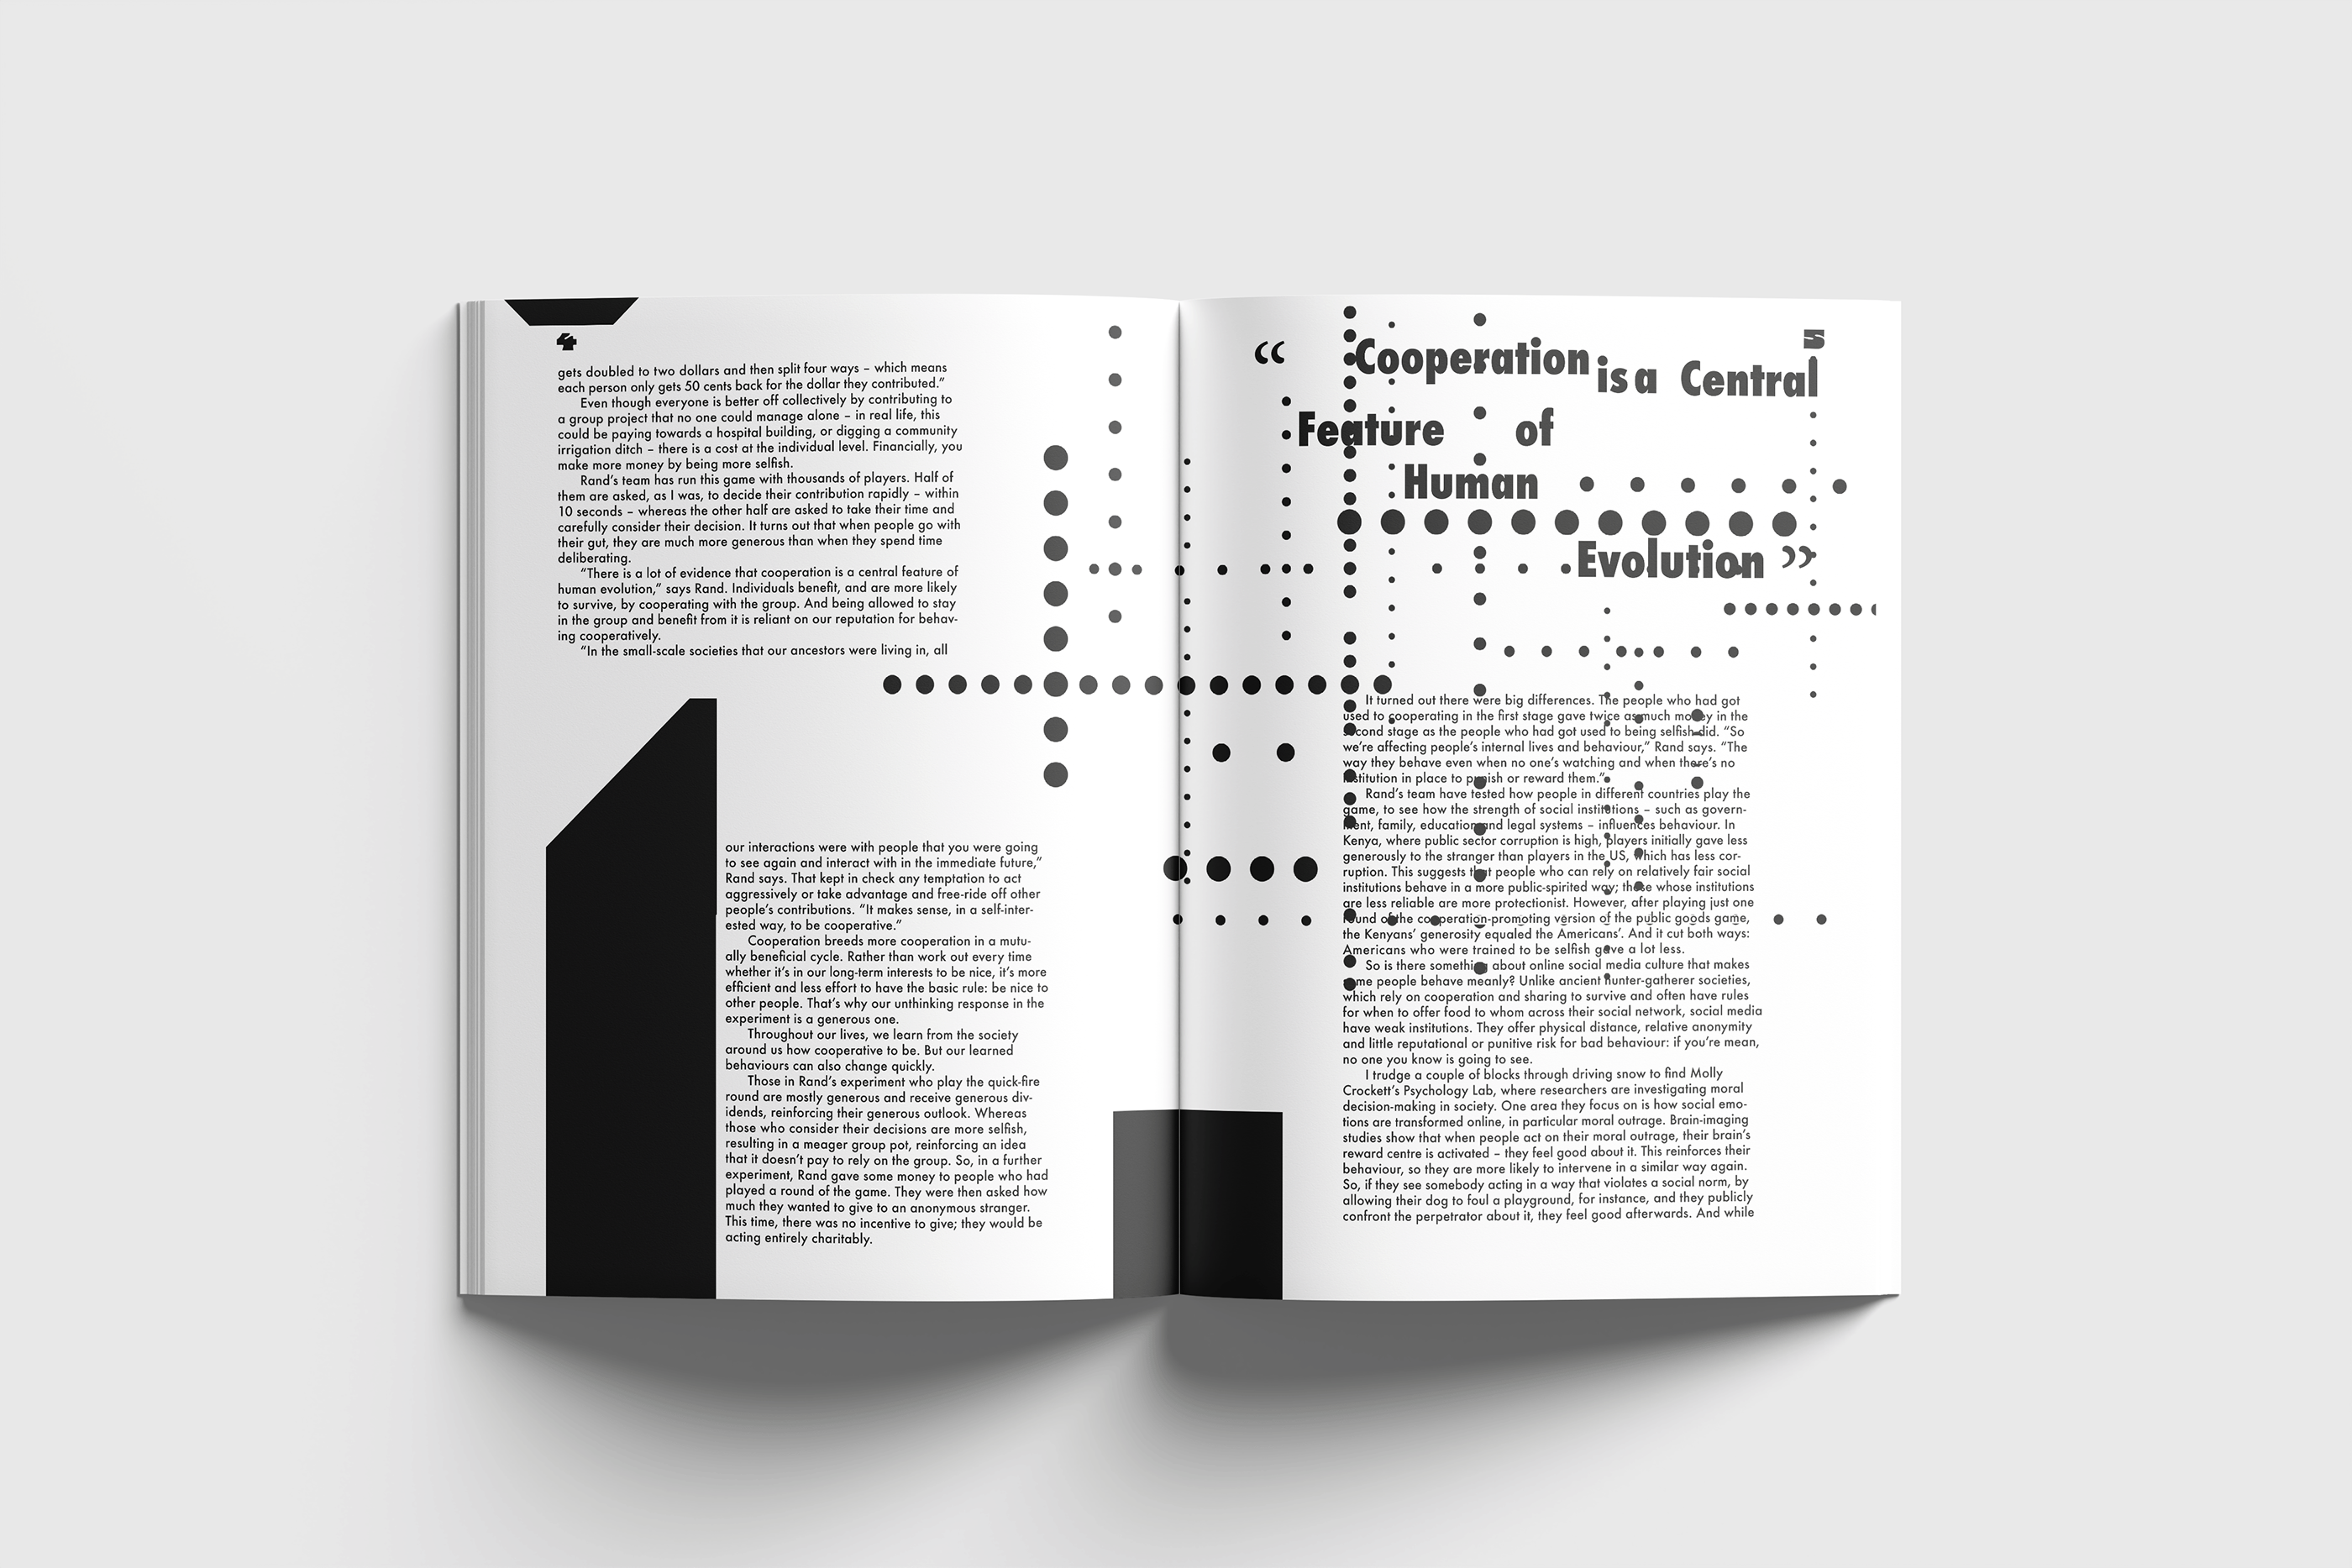 4
gets doubled to two dollars and then split four ways – which means
each person only gets 50 cents back for the dollar they contributed.”
Even though everyone is better off collectively by contributing to
a group project that no one could manage alone – in real life, this
could be paying towards a hospital building, or digging a community
irrigation ditch – there is a cost at the individual level. Financially, you
make more money by being more selfish.
Rand’s team has run this game with thousands of players. Half of
them are asked, as I was, to decide their contribution rapidly – within
10 seconds – whereas the other half are asked to take their time and
carefully consider their decision. It turns out that when people go with
their gut, they are much more generous than when they spend time
deliberating.
“There is a lot of evidence that cooperation is a central feature of
human evolution,” says Rand. Individuals benefit, and are more likely
to survive, by cooperating with the group. And being allowed to stay
in the group and benefit from it is reliant on our reputation for behav-
ing cooperatively.
“In the small-scale societies that our ancestors were living in, all
our interactions were with people that you were going
to see again and interact with in the immediate future,”
Rand says. That kept in check any temptation to act
aggressively or take advantage and free-ride off other
people’s contributions. “It makes sense, in a self-inter-
ested way, to be cooperative.”
Cooperation breeds more cooperation in a mutu-
ally beneficial cycle. Rather than work out every time
whether it’s in our long-term interests to be nice, it’s more
efficient and less effort to have the basic rule: be nice to
other people. That’s why our unthinking response in the
experiment is a generous one.
Throughout our lives, we learn from the society
around us how cooperative to be. But our learned
behaviours can also change quickly.
Those in Rand’s experiment who play the quick-fire
round are mostly generous and receive generous div-
idends, reinforcing their generous outlook. Whereas
those who consider their decisions are more selfish,
resulting in a meager group pot, reinforcing an idea
that it doesn’t pay to rely on the group. So, in a further
experiment, Rand gave some money to people who had
played a round of the game. They were then asked how
much they wanted to give to an anonymous stranger.
This time, there was no incentive to give; they would be
acting entirely charitably.
5
“Cooperation is a Central
Feature of
Human
Evolution”
It turned out there were big differences. The people who had got
used to cooperating in the first stage gave twice as much money in the
second stage as the people who had got used to being selfish did. “So
we’re affecting people’s internal lives and behaviour,” Rand says. “The
way they behave even when no one’s watching and when there’s no
institution in place to punish or reward them.”
Rand’s team have tested how people in different countries play the
game, to see how the strength of social institutions – such as govern-
ment, family, education and legal systems – influences behaviour. In
Kenya, where public sector corruption is high, players initially gave less
generously to the stranger than players in the US, which has less cor-
ruption. This suggests that people who can rely on relatively fair social
institutions behave in a more public-spirited way; those whose institutions
are less reliable are more protectionist. However, after playing just one
round of the cooperation-promoting version of the public goods game,
the Kenyans’ generosity equaled the Americans’. And it cut both ways:
Americans who were trained to be selfish gave a lot less.
So is there something about online social media culture that makes
some people behave meanly? Unlike ancient hunter-gatherer societies,
which rely on cooperation and sharing to survive and often have rules
for when to offer food to whom across their social network, social media
have weak institutions. They offer physical distance, relative anonymity
and little reputational or punitive risk for bad behaviour: if you’re mean,
no one you know is going to see.
I trudge a couple of blocks through driving snow to find Molly
Crockett’s Psychology Lab, where researchers are investigating moral
decision-making in society. One area they focus on is how social emo-
tions are transformed online, in particular moral outrage. Brain-imaging
studies show that when people act on their moral outrage, their brain’s
reward centre is activated – they feel good about it. This reinforces their
behaviour, so they are more likely to intervene in a similar way again.
So, if they see somebody acting in a way that violates a social norm, by
allowing their dog to foul a playground, for instance, and they publicly
confront the perpetrator about it, they feel good afterwards. And while